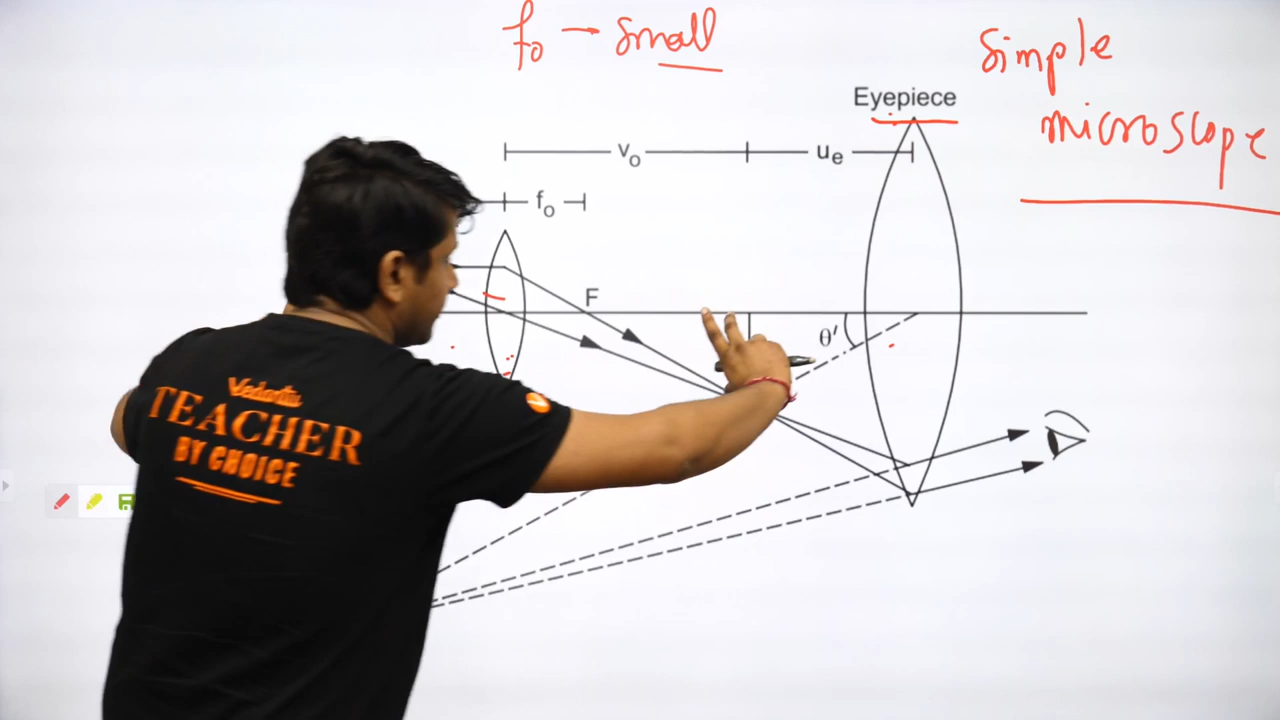 fo → small
Simple
microscope
Eyepiece
vo
ue
fo
F
θ'
Vedantu
TEACHER
BY CHOICE